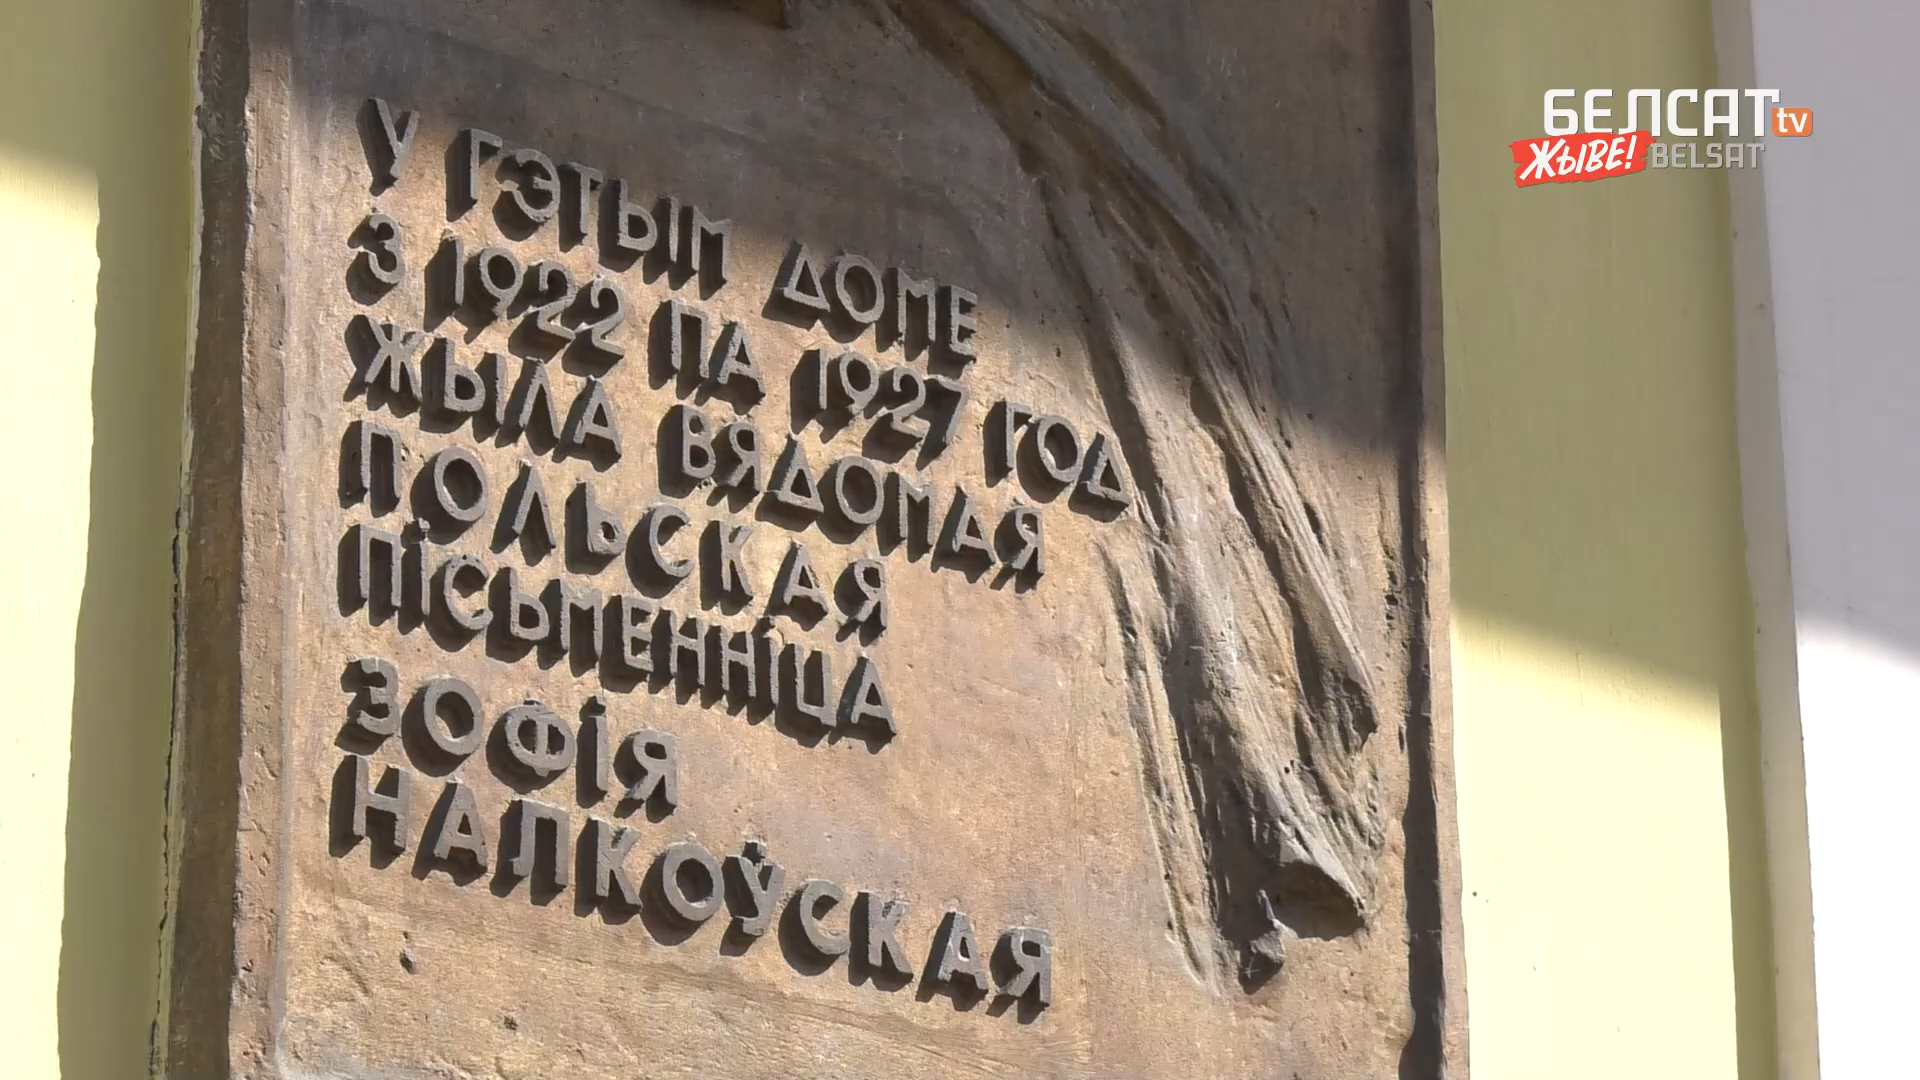 У ГЭТЫМ ДОМЕ
З 1922 ПА 1927 ГОД
ЖЫЛА ВЯДОМАЯ
ПОЛЬСКАЯ
ПІСЬМЕННІЦА
ЗОФІЯ
НАЛКОЎСКАЯ
БЕЛСАТ tv
ЖЫВЕ! BELSAT